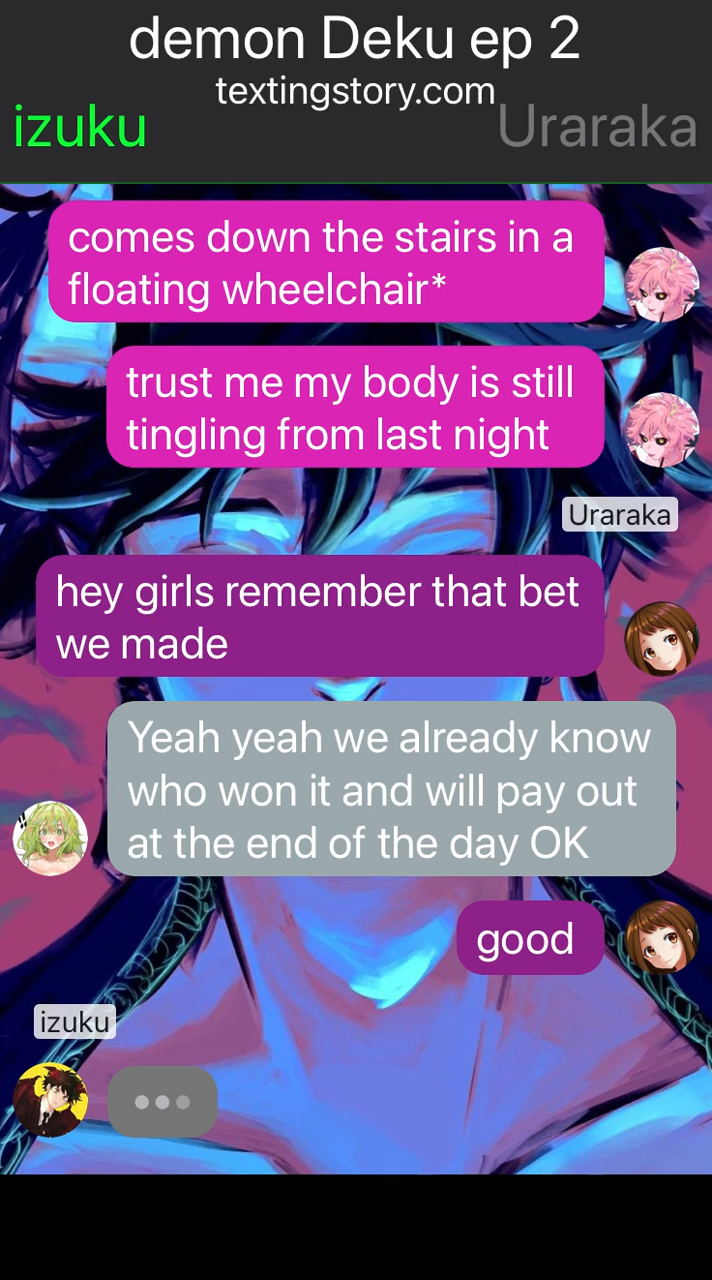 demon Deku ep 2
textingstory.com
izuku
Uraraka
comes down the stairs in a
floating wheelchair*
trust me my body is still
tingling from last night
Uraraka
hey girls remember that bet
we made
Yeah yeah we already know
who won it and will pay out
at the end of the day OK
good
izuku